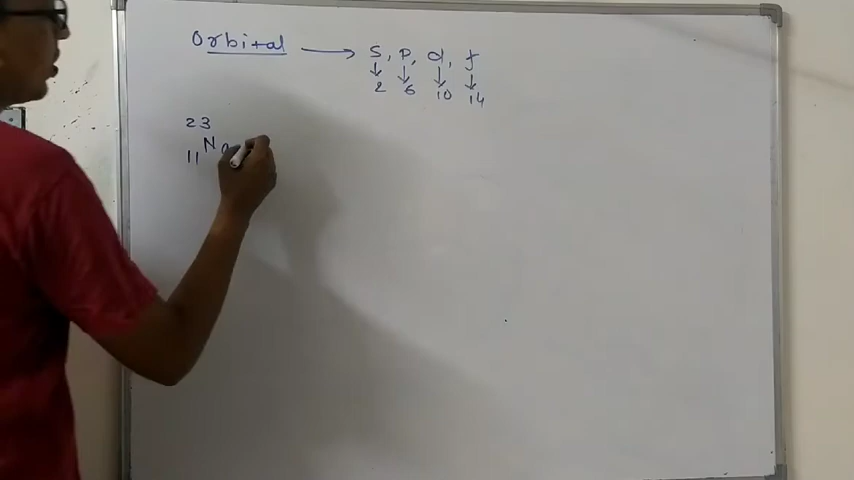 Orbital → s, p, d, f
↓ ↓ ↓ ↓
2 6 10 14
23
11 Na